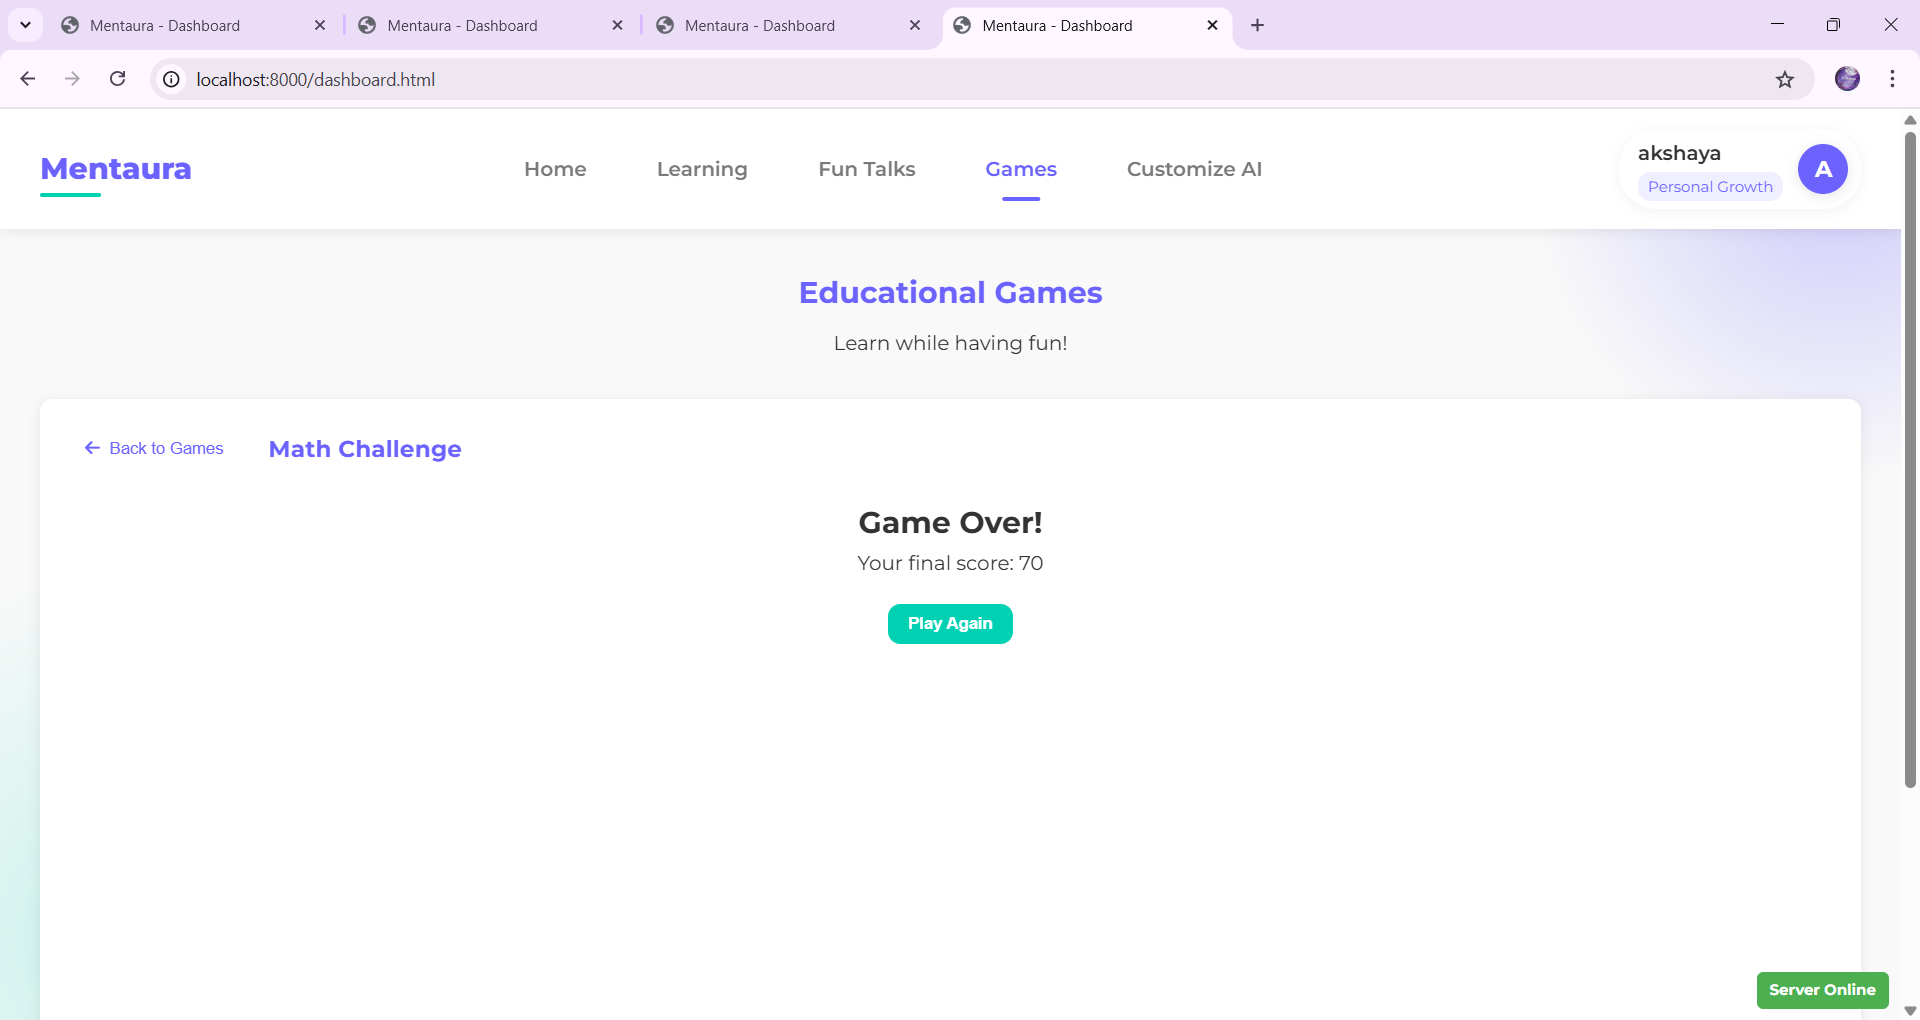 Mentaura - Dashboard
Mentaura - Dashboard
Mentaura - Dashboard
Mentaura - Dashboard
localhost:8000/dashboard.html
Mentaura
Home
Learning
Fun Talks
Games
Customize AI
akshaya
Personal Growth
A
Educational Games
Learn while having fun!
Back to Games
Math Challenge
Game Over!
Your final score: 70
Play Again
Server Online